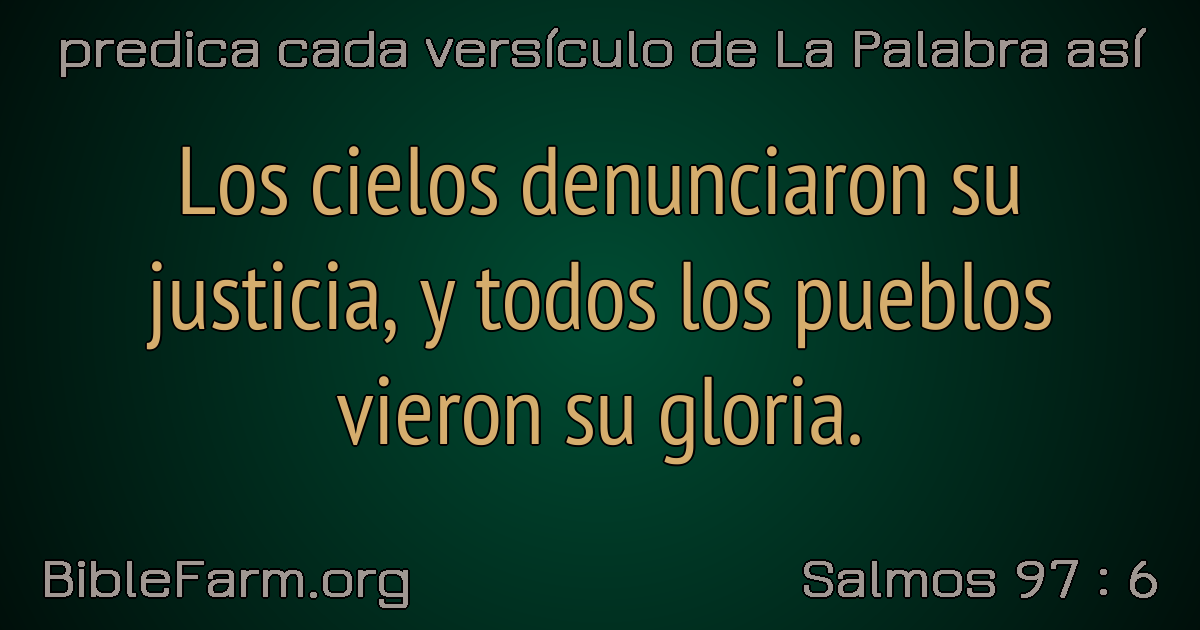 predica cada versículo de La Palabra así
Los cielos denunciaron su
justicia, y todos los pueblos
vieron su gloria.
BibleFarm.org
Salmos 97 : 6